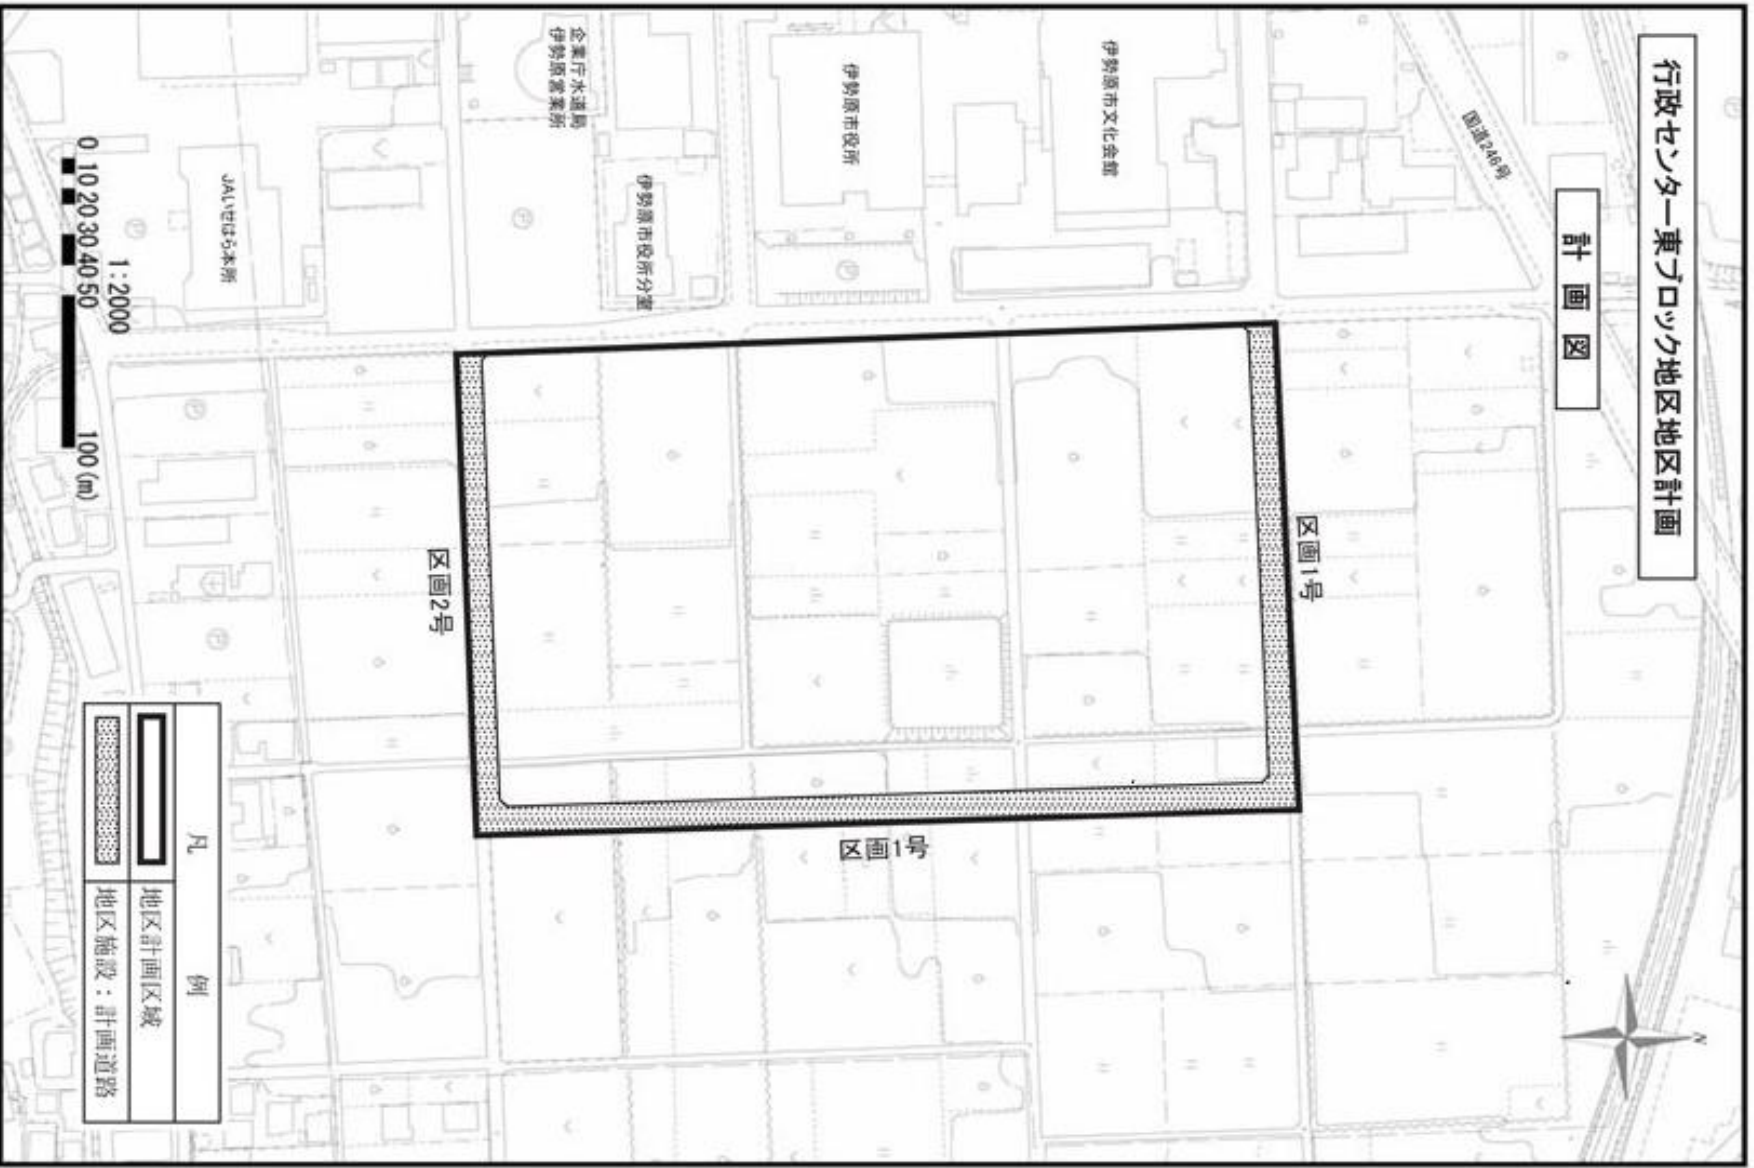 行政センター東ブロック地区地区計画
計画図
国道246号
伊勢原市文化会館
伊勢原市役所
企業庁水道局
伊勢原営業所
伊勢原市役所分室
JAいせはら本所
区画1号
区画1号
区画2号
N
1:2000
0 10 20 30 40 50 100(m)
凡例
地区計画区域
地区施設：計画道路